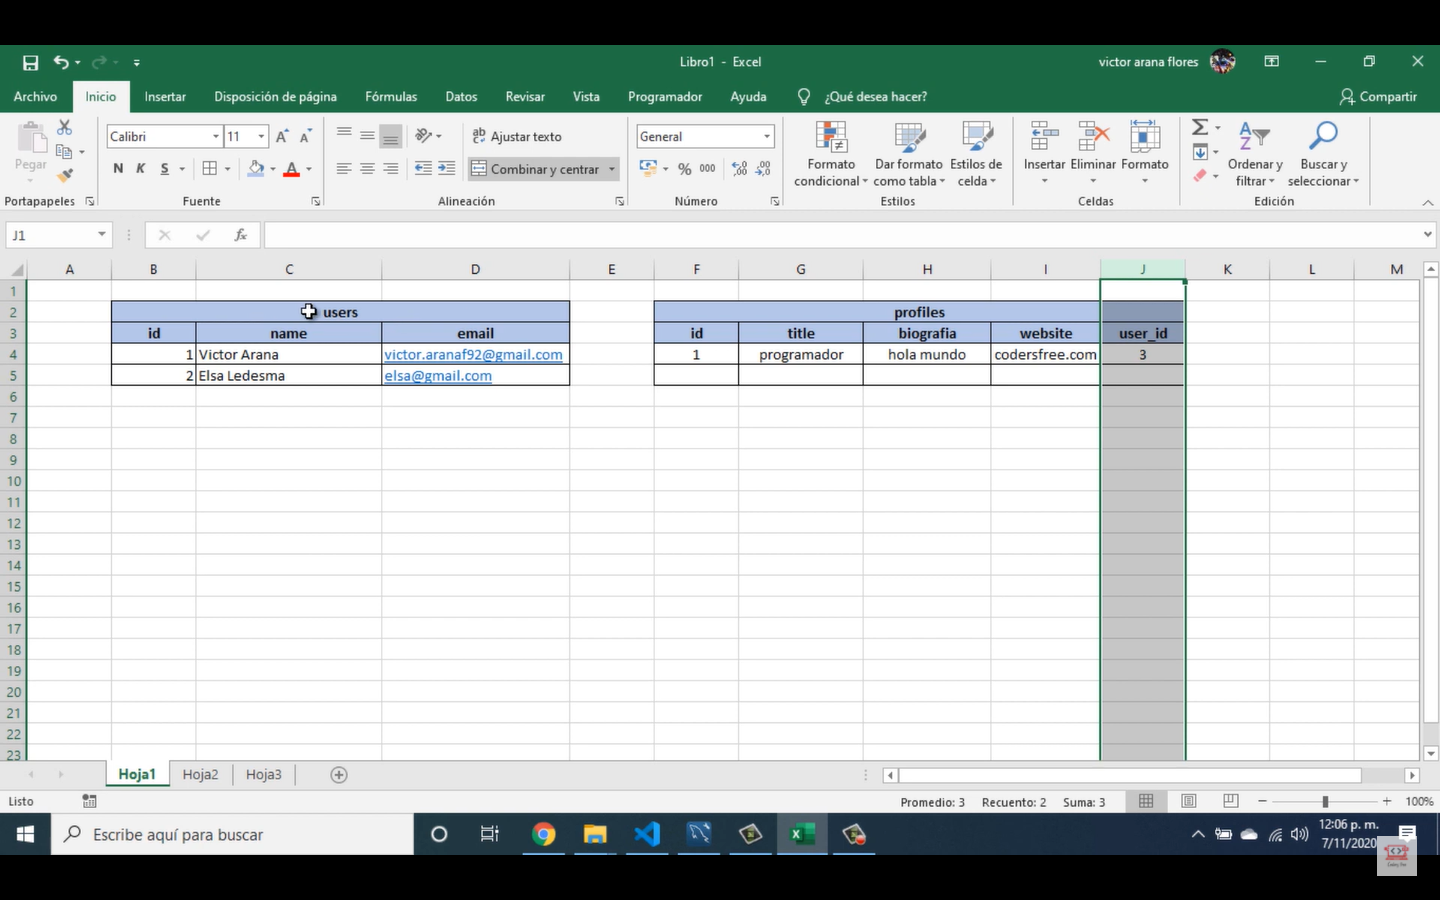 Libro1 - Excel
victor arana flores
Archivo Inicio Insertar Disposición de página Fórmulas Datos Revisar Vista Programador Ayuda ¿Qué desea hacer? Compartir
Pegar
Calibri 11
N K S
Ajustar texto
Combinar y centrar
General
% 000
Formato condicional
Dar formato como tabla
Estilos de celda
Insertar Eliminar Formato
Ordenar y filtrar
Buscar y seleccionar
Portapapeles Fuente Alineación Número Estilos Celdas Edición
J1 fx
A B C D E F G H I J K L M
1
2 users profiles
3 id name email id title biografia website user_id
4 1 Victor Arana victor.aranaf92@gmail.com 1 programador hola mundo codersfree.com 3
5 2 Elsa Ledesma elsa@gmail.com
6
7
8
9
10
11
12
13
14
15
16
17
18
19
20
21
22
23
Hoja1 Hoja2 Hoja3
Listo Promedio: 3 Recuento: 2 Suma: 3 100%
Escribe aquí para buscar
12:06 p. m.
7/11/2020